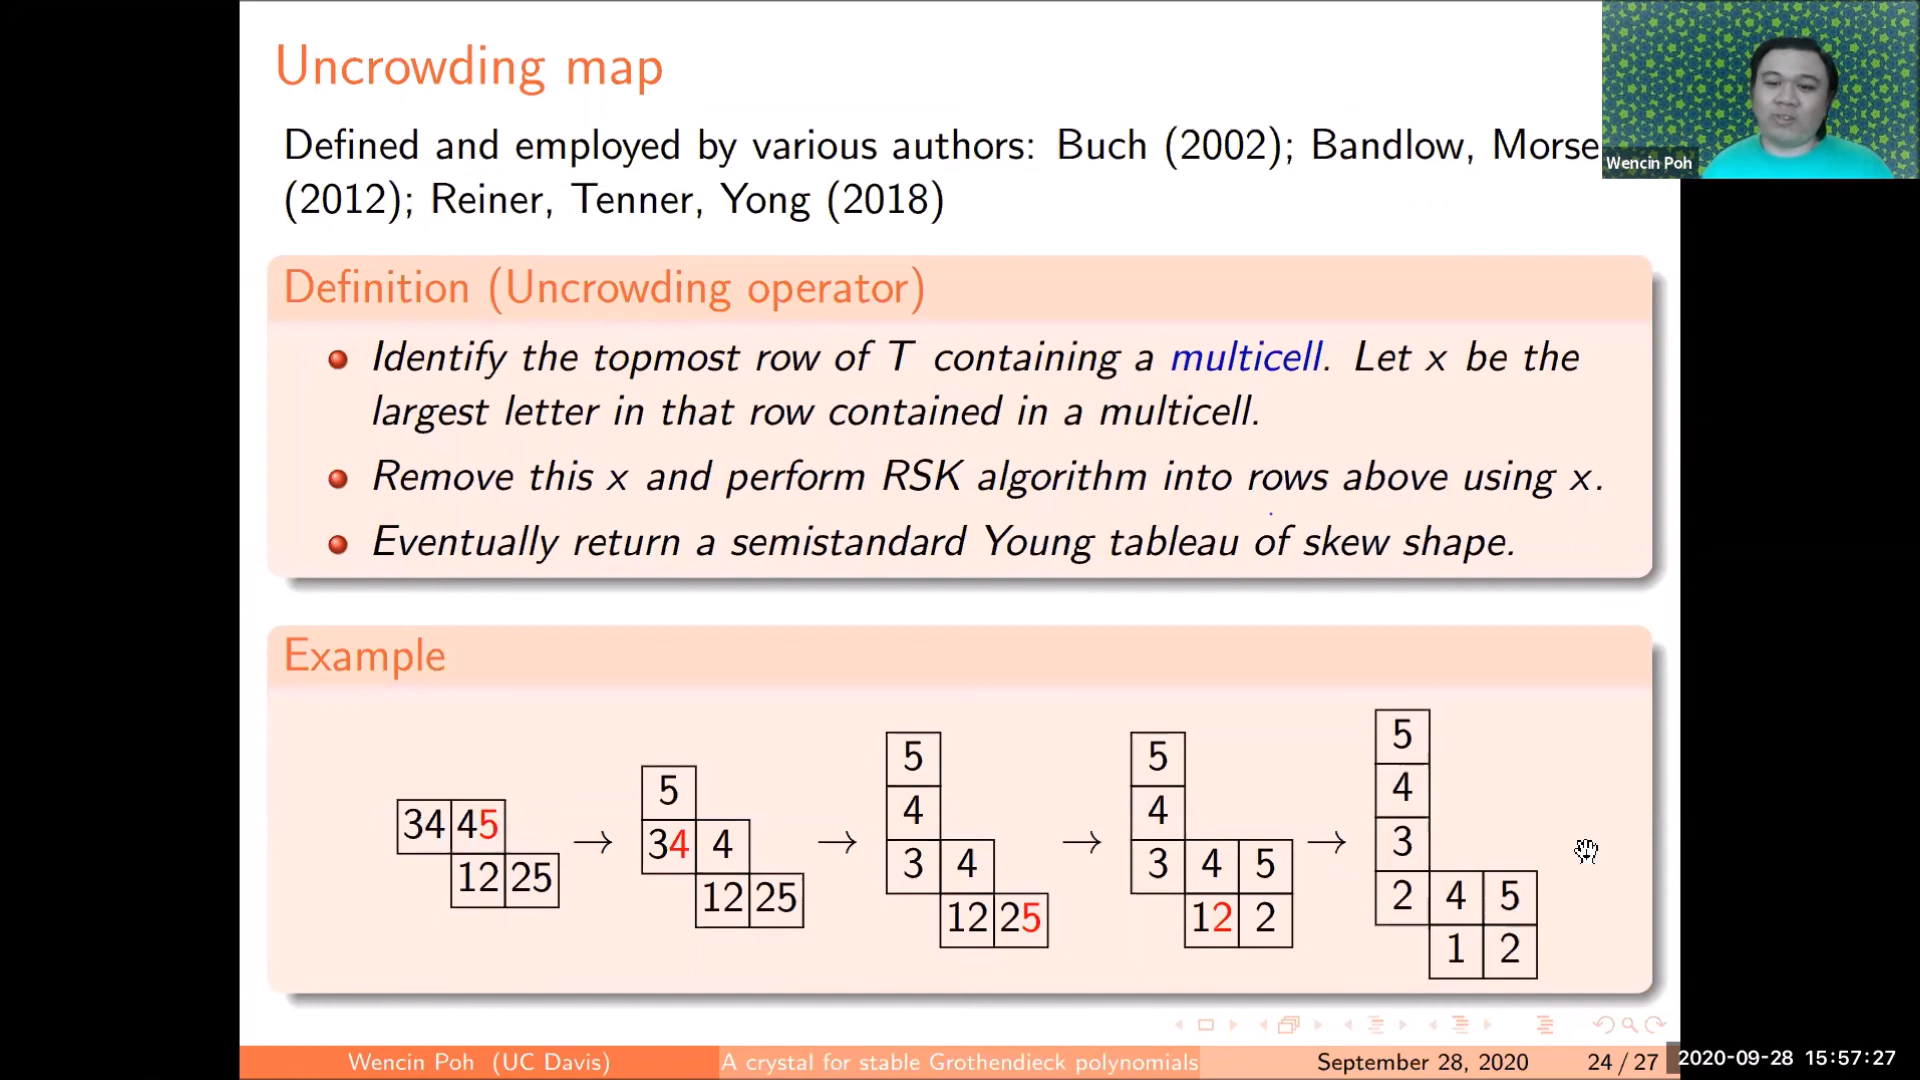 Uncrowding map
Defined and employed by various authors: Buch (2002); Bandlow, Morse
(2012); Reiner, Tenner, Yong (2018)
Wencin Poh
Definition (Uncrowding operator)
Identify the topmost row of T containing a multicell. Let x be the
largest letter in that row contained in a multicell.
Remove this x and perform RSK algorithm into rows above using x.
Eventually return a semistandard Young tableau of skew shape.
Example
34 45
12 25
→
5
34 4
12 25
→
5
4
3 4
12 25
→
5
4
3 4 5
12 2
→
5
4
3
2 4 5
1 2
Wencin Poh (UC Davis) A crystal for stable Grothendieck polynomials September 28, 2020 24 / 27
2020-09-28 15:57:27